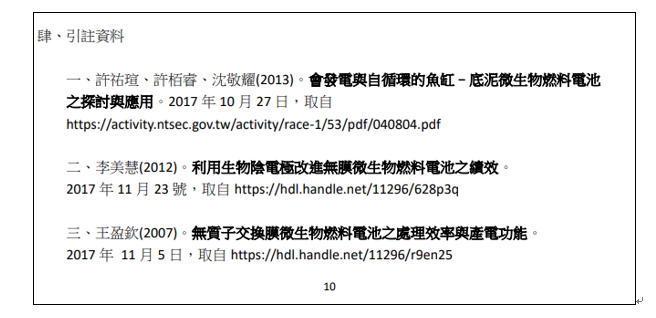 肆、引註資料
一、許祐瑄、許栢睿、沈敬耀(2013)。會發電與自循環的魚缸－底泥微生物燃料電池
之探討與應用。2017 年 10 月 27 日，取自
https://activity.ntsec.gov.tw/activity/race-1/53/pdf/040804.pdf
二、李美慧(2012)。利用生物陰電極改進無膜微生物燃料電池之績效。
2017 年 11 月 23 號，取自 https://hdl.handle.net/11296/628p3q
三、王盈欽(2007)。無質子交換膜微生物燃料電池之處理效率與產電功能。
2017 年 11 月 5 日，取自 https://hdl.handle.net/11296/r9en25
10